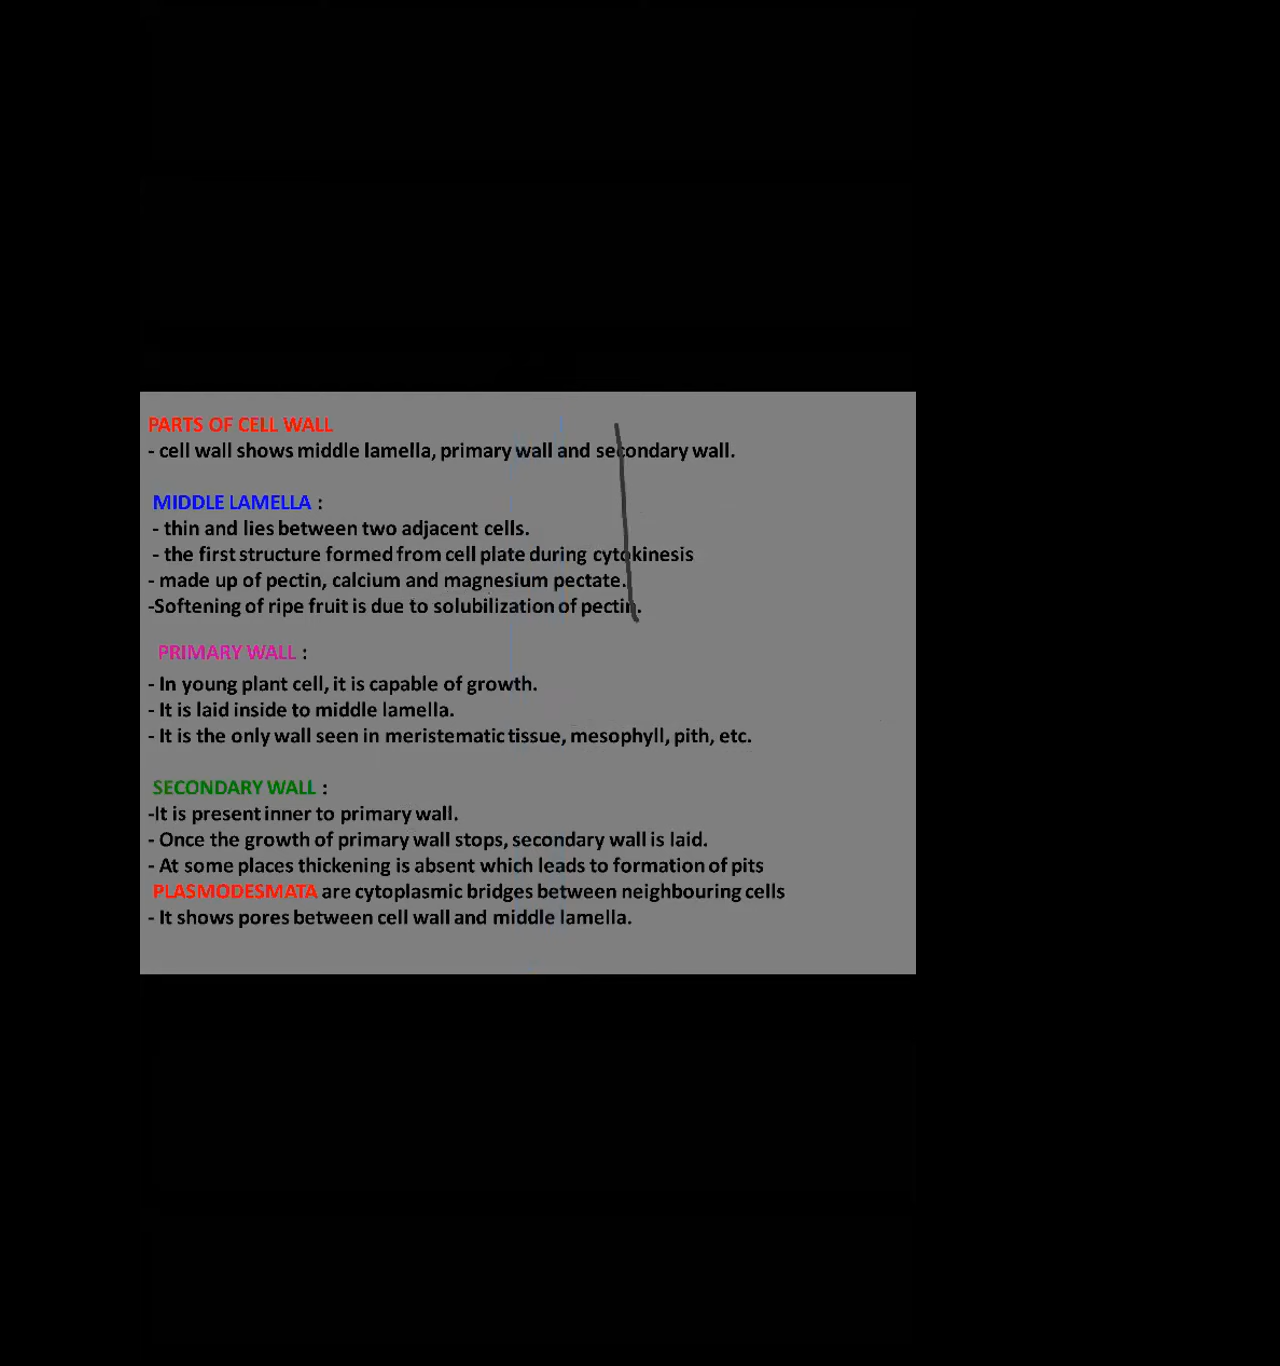 PARTS OF CELL WALL
- cell wall shows middle lamella, primary wall and secondary wall.
MIDDLE LAMELLA :
- thin and lies between two adjacent cells.
- the first structure formed from cell plate during cytokinesis
- made up of pectin, calcium and magnesium pectate.
-Softening of ripe fruit is due to solubilization of pectin.
PRIMARY WALL :
- In young plant cell, it is capable of growth.
- It is laid inside to middle lamella.
- It is the only wall seen in meristematic tissue, mesophyll, pith, etc.
SECONDARY WALL :
-It is present inner to primary wall.
- Once the growth of primary wall stops, secondary wall is laid.
- At some places thickening is absent which leads to formation of pits
PLASMODESMATA are cytoplasmic bridges between neighbouring cells
- It shows pores between cell wall and middle lamella.